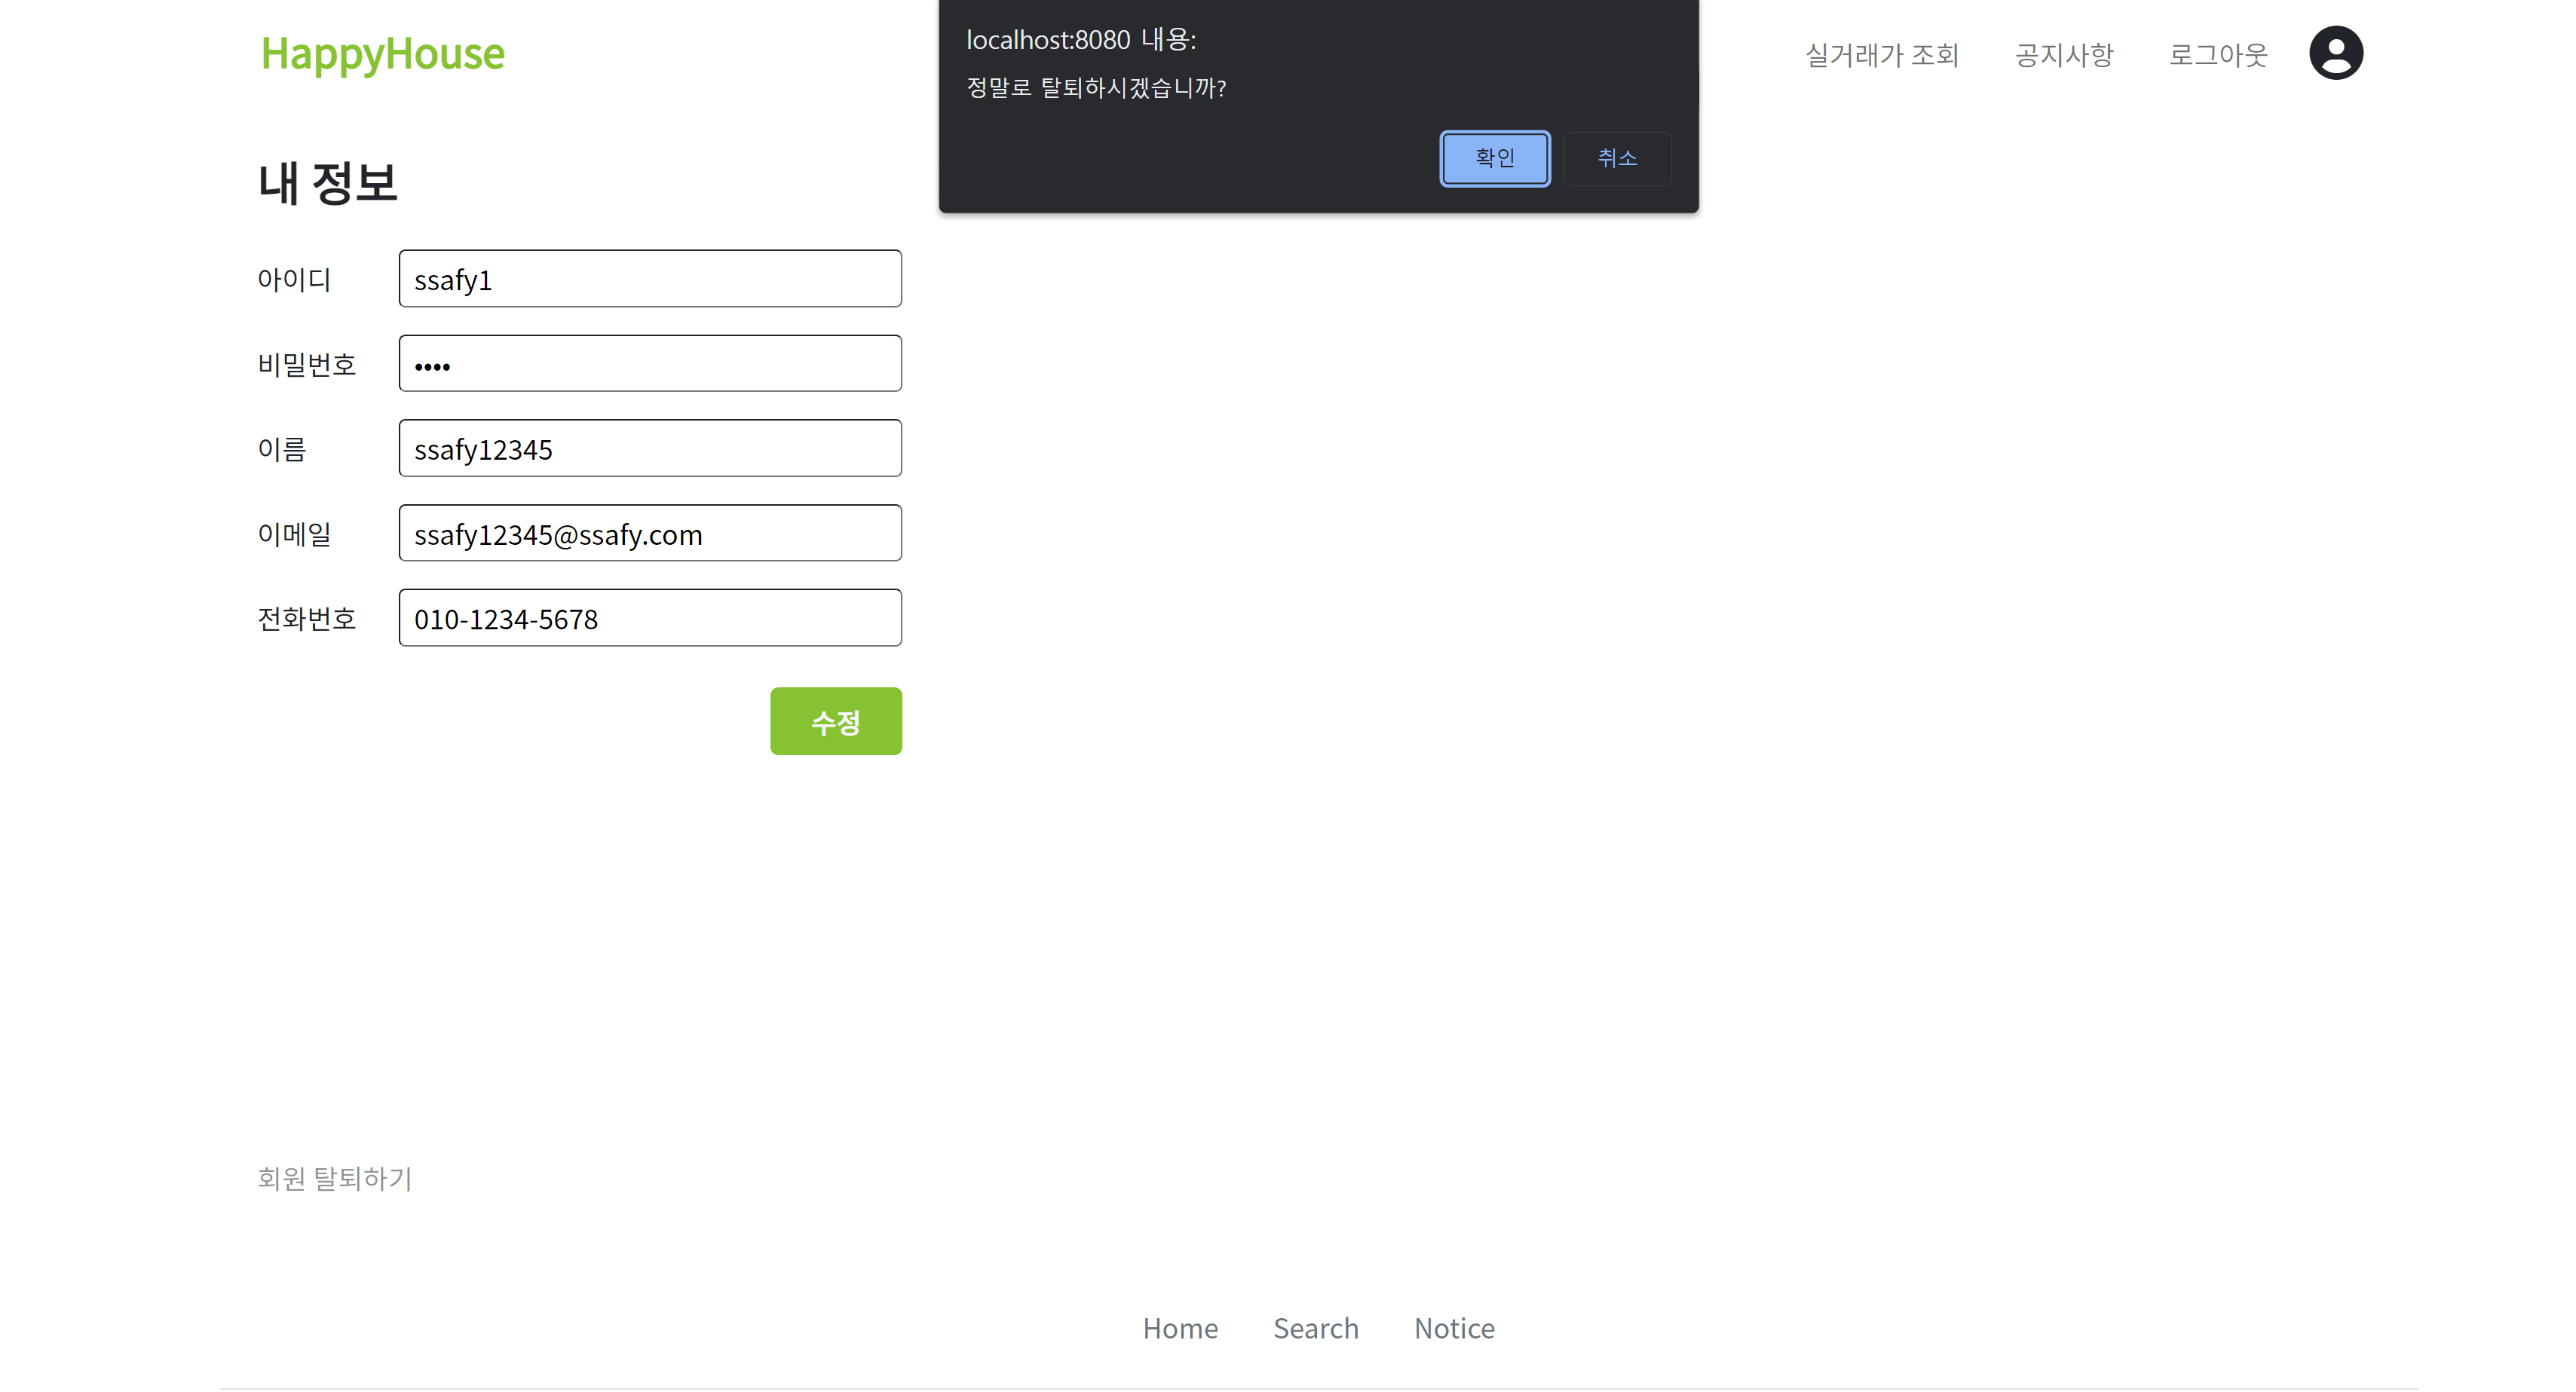 HappyHouse
localhost:8080 내용:
정말로 탈퇴하시겠습니까?
확인 취소
실거래가 조회 공지사항 로그아웃
내 정보
아이디 ssafy1
비밀번호 ••••
이름 ssafy12345
이메일 ssafy12345@ssafy.com
전화번호 010-1234-5678
수정
회원 탈퇴하기
Home Search Notice